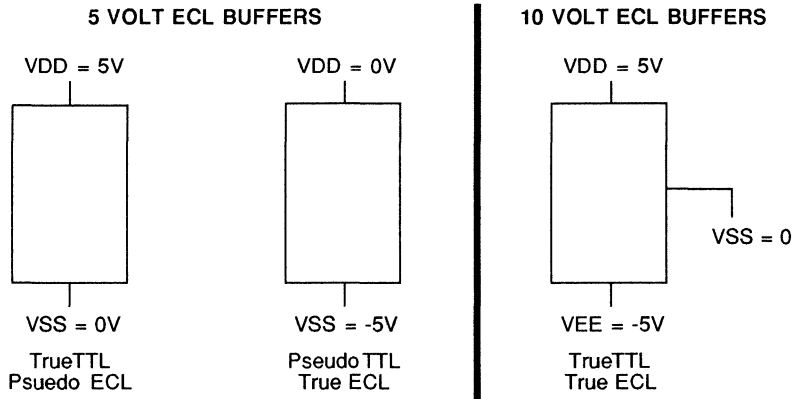 5 VOLT ECL BUFFERS
VDD = 5V
VSS = 0V
TrueTTL
Psuedo ECL
VDD = 0V
VSS = -5V
Pseudo TTL
True ECL
10 VOLT ECL BUFFERS
VDD = 5V
VSS = 0
VEE = -5V
TrueTTL
True ECL